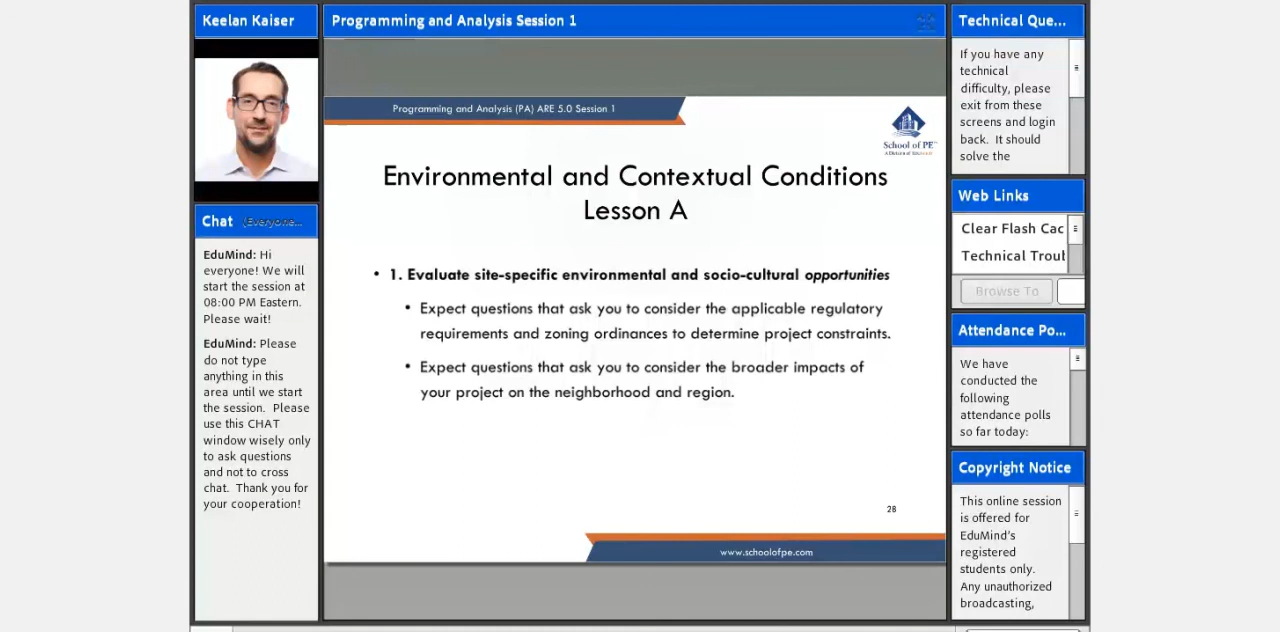 Keelan Kaiser
Programming and Analysis Session 1
Technical Que...
If you have any
technical
difficulty, please
exit from these
screens and login
back. It should
solve the
Programming and Analysis (PA) ARE 5.0 Session 1
School of PE
Environmental and Contextual Conditions
Lesson A
• 1. Evaluate site-specific environmental and socio-cultural opportunities
• Expect questions that ask you to consider the applicable regulatory
requirements and zoning ordinances to determine project constraints.
• Expect questions that ask you to consider the broader impacts of
your project on the neighborhood and region.
28
www.schoolofpe.com
Chat (Everyone...
EduMind: Hi
everyone! We will
start the session at
08:00 PM Eastern.
Please wait!
EduMind: Please
do not type
anything in this
area until we start
the session. Please
use this CHAT
window wisely only
to ask questions
and not to cross
chat. Thank you for
your cooperation!
Web Links
Clear Flash Cac
Technical Troub
Browse To
Attendance Po...
We have
conducted the
following
attendance polls
so far today:
Copyright Notice
This online session
is offered for
EduMind's
registered
students only.
Any unauthorized
broadcasting,